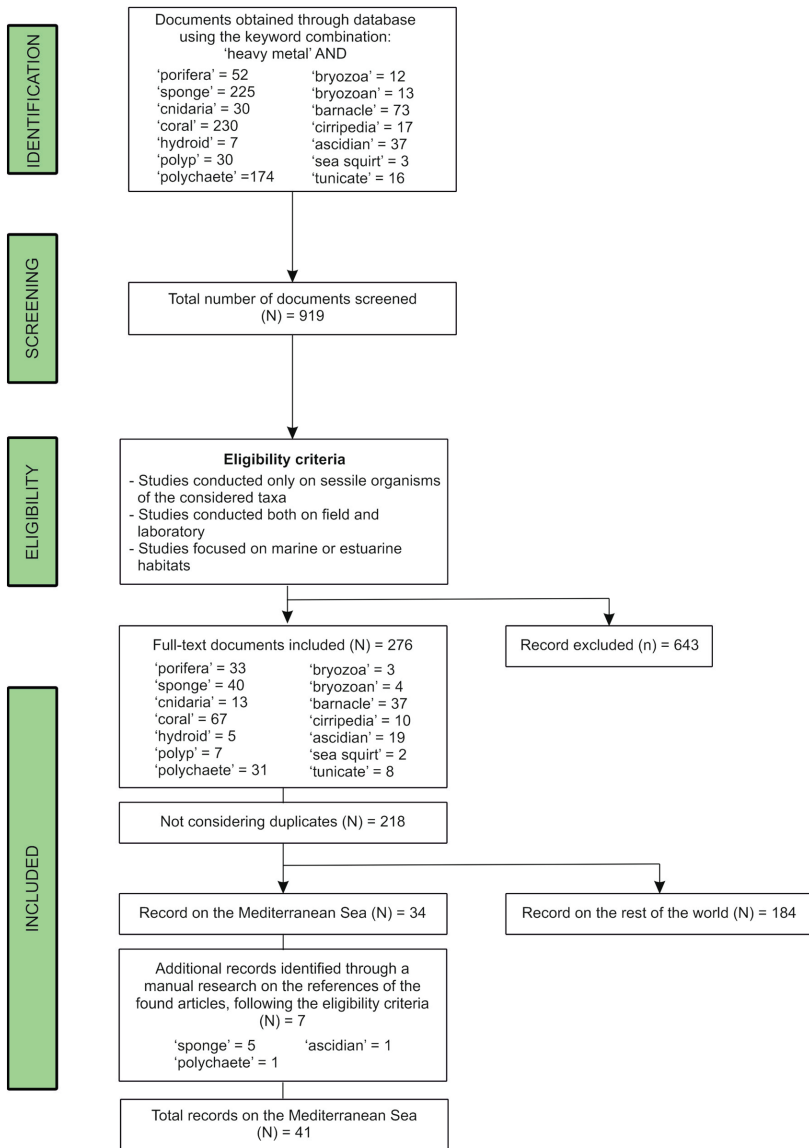 IDENTIFICATION
Documents obtained through database
using the keyword combination:
'heavy metal' AND
'porifera' = 52
'sponge' = 225
'cnidaria' = 30
'coral' = 230
'hydroid' = 7
'polyp' = 30
'polychaete' =174
'bryozoa' = 12
'bryozoan' = 13
'barnacle' = 73
'cirripedia' = 17
'ascidian' = 37
'sea squirt' = 3
'tunicate' = 16
SCREENING
Total number of documents screened
(N) = 919
ELIGIBILITY
Eligibility criteria
- Studies conducted only on sessile organisms
of the considered taxa
- Studies conducted both on field and
laboratory
- Studies focused on marine or estuarine
habitats
Full-text documents included (N) = 276
'porifera' = 33
'sponge' = 40
'cnidaria' = 13
'coral' = 67
'hydroid' = 5
'polyp' = 7
'polychaete' = 31
'bryozoa' = 3
'bryozoan' = 4
'barnacle' = 37
'cirripedia' = 10
'ascidian' = 19
'sea squirt' = 2
'tunicate' = 8
Record excluded (n) = 643
INCLUDED
Not considering duplicates (N) = 218
Record on the Mediterranean Sea (N) = 34
Record on the rest of the world (N) = 184
Additional records identified through a
manual research on the references of the
found articles, following the eligibility criteria
(N) = 7
'sponge' = 5
'ascidian' = 1
'polychaete' = 1
Total records on the Mediterranean Sea
(N) = 41